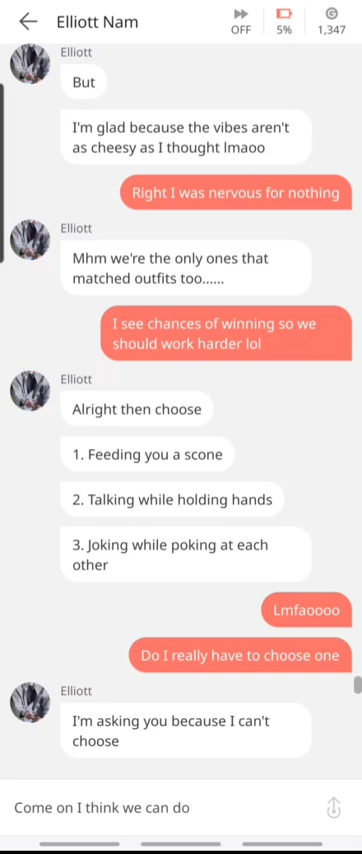 Elliott Nam
OFF
5%
1,347
Elliott
But
I'm glad because the vibes aren't
as cheesy as I thought lmaoo
Right I was nervous for nothing
Elliott
Mhm we're the only ones that
matched outfits too......
I see chances of winning so we
should work harder lol
Elliott
Alright then choose
1. Feeding you a scone
2. Talking while holding hands
3. Joking while poking at each
other
Lmfaoooo
Do I really have to choose one
Elliott
I'm asking you because I can't
choose
Come on I think we can do